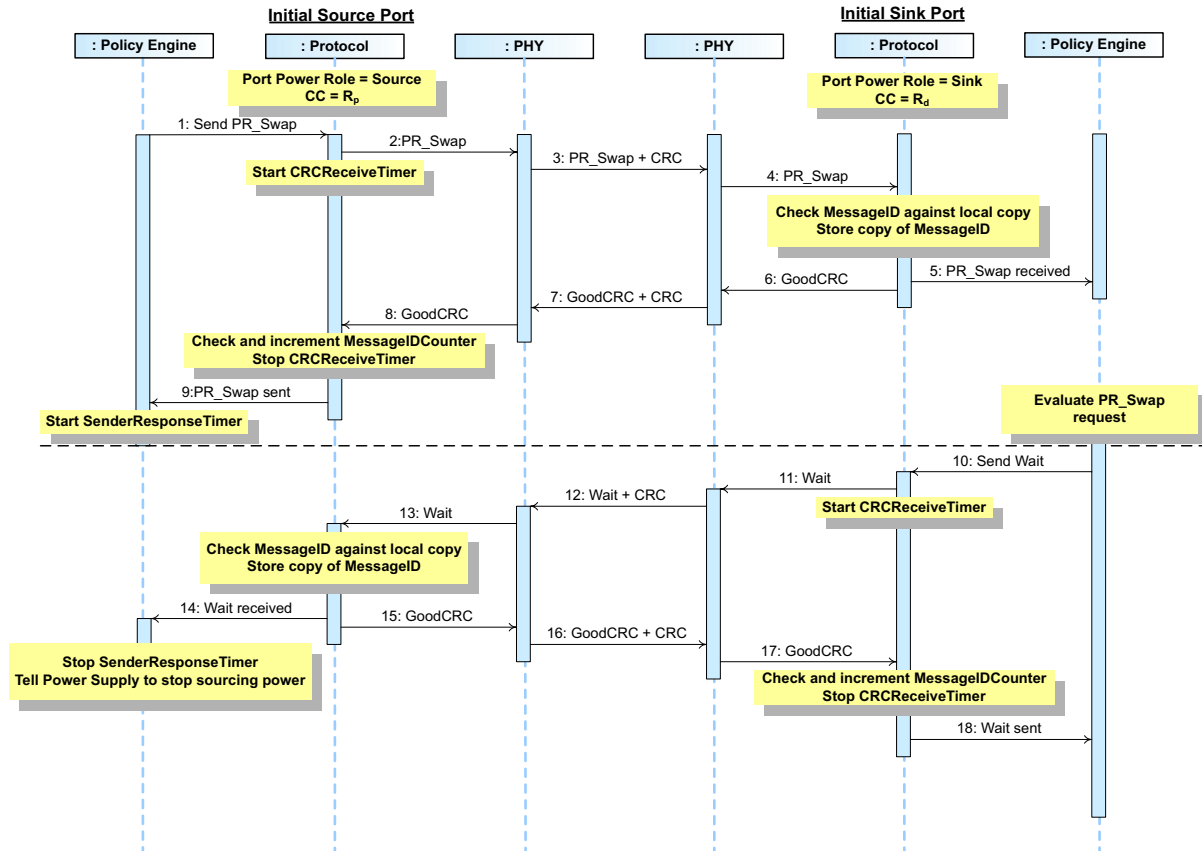 Initial Source Port
Initial Sink Port
: Policy Engine
: Protocol
: PHY
: PHY
: Protocol
: Policy Engine
Port Power Role = Source
CC = Rp
Port Power Role = Sink
CC = Rd
1: Send PR_Swap
2:PR_Swap
3: PR_Swap + CRC
Start CRCReceiveTimer
4: PR_Swap
Check MessageID against local copy
Store copy of MessageID
5: PR_Swap received
6: GoodCRC
7: GoodCRC + CRC
8: GoodCRC
Check and increment MessageIDCounter
Stop CRCReceiveTimer
9:PR_Swap sent
Start SenderResponseTimer
Evaluate PR_Swap
request
10: Send Wait
11: Wait
Start CRCReceiveTimer
12: Wait + CRC
13: Wait
Check MessageID against local copy
Store copy of MessageID
14: Wait received
15: GoodCRC
16: GoodCRC + CRC
Stop SenderResponseTimer
Tell Power Supply to stop sourcing power
17: GoodCRC
Check and increment MessageIDCounter
Stop CRCReceiveTimer
18: Wait sent